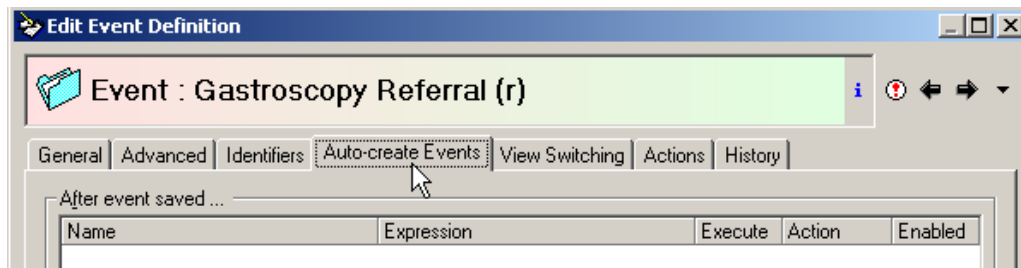 Edit Event Definition
Event : Gastroscopy Referral (r)
General Advanced Identifiers Auto-create Events View Switching Actions History
After event saved ...
Name Expression Execute Action Enabled